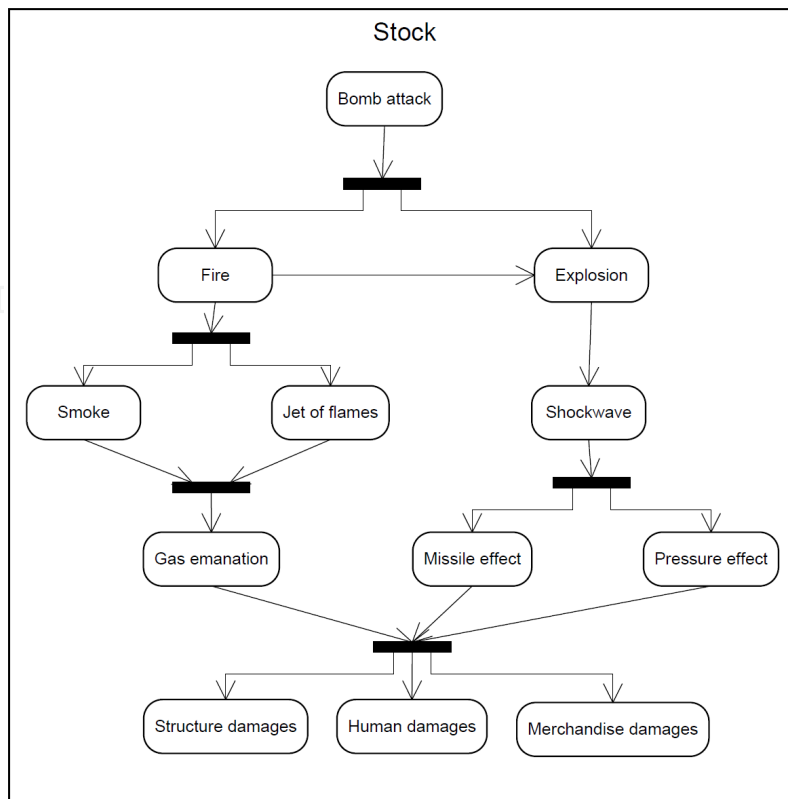 Stock
Bomb attack
Fire
Explosion
Smoke
Jet of flames
Shockwave
Gas emanation
Missile effect
Pressure effect
Structure damages
Human damages
Merchandise damages